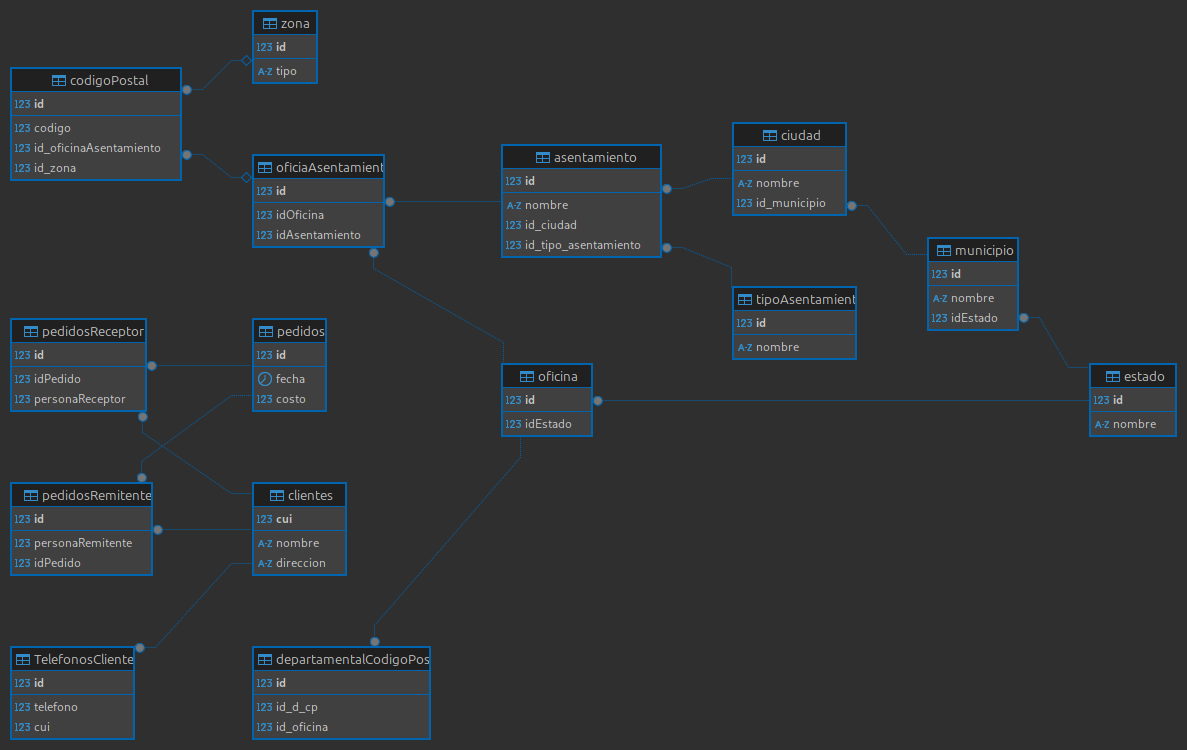 zona
123 id
A-Z tipo
codigoPostal
123 id
123 codigo
123 id_oficinaAsentamiento
123 id_zona
oficiaAsentamient
123 id
123 idOficina
123 idAsentamiento
asentamiento
123 id
A-Z nombre
123 id_ciudad
123 id_tipo_asentamiento
ciudad
123 id
A-Z nombre
123 id_municipio
municipio
123 id
A-Z nombre
123 idEstado
tipoAsentamient
123 id
A-Z nombre
pedidosReceptor
123 id
123 idPedido
123 personaReceptor
pedidos
123 id
fecha
123 costo
oficina
123 id
123 idEstado
estado
123 id
A-Z nombre
pedidosRemitente
123 id
123 personaRemitente
123 idPedido
clientes
123 cui
A-Z nombre
A-Z direccion
TelefonosCliente
123 id
123 telefono
123 cui
departamentalCodigoPos
123 id
123 id_d_cp
123 id_oficina